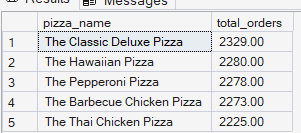 Results Messages
pizza_name total_orders
1 The Classic Deluxe Pizza 2329.00
2 The Hawaiian Pizza 2280.00
3 The Pepperoni Pizza 2278.00
4 The Barbecue Chicken Pizza 2273.00
5 The Thai Chicken Pizza 2225.00